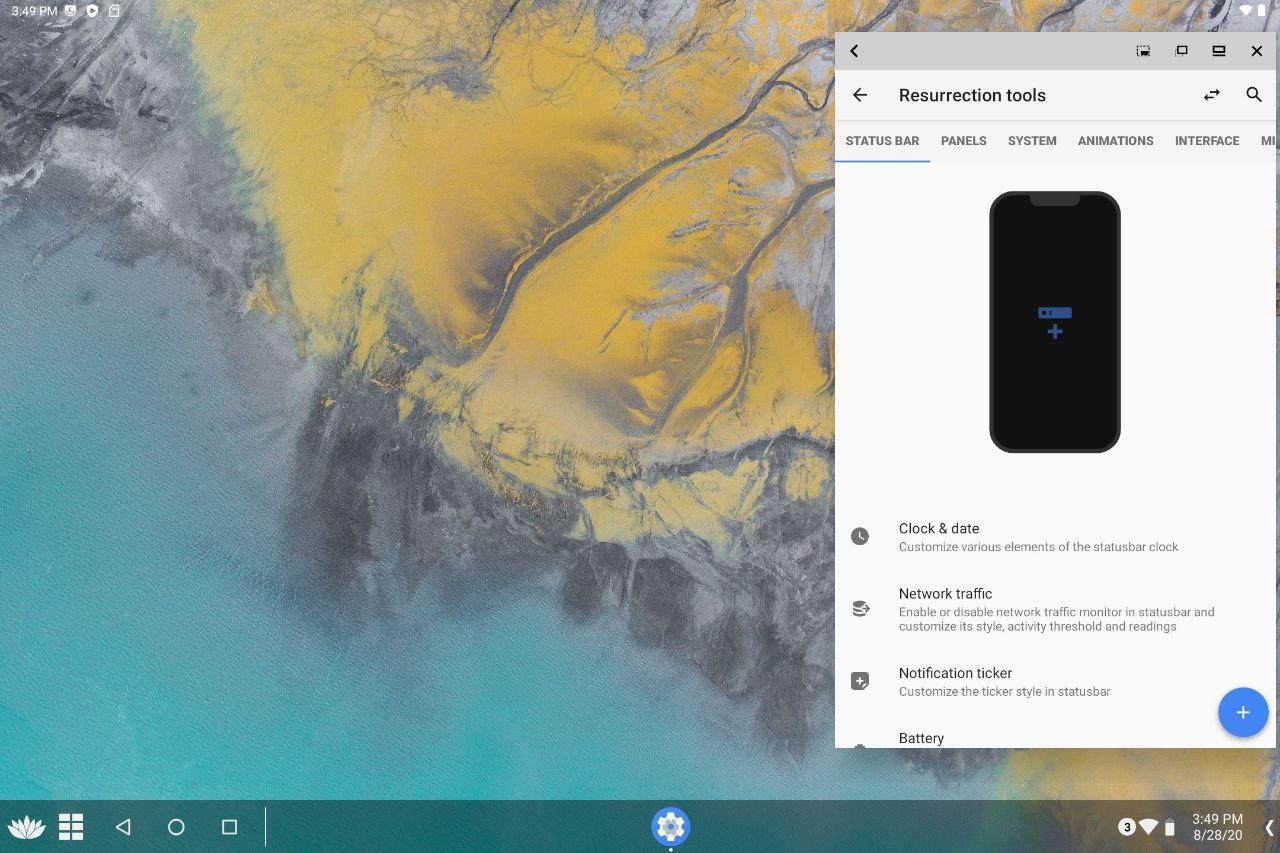 3:49 PM
Resurrection tools
STATUS BAR PANELS SYSTEM ANIMATIONS INTERFACE MI
Clock & date
Customize various elements of the statusbar clock
Network traffic
Enable or disable network traffic monitor in statusbar and
customize its style, activity threshold and readings
Notification ticker
Customize the ticker style in statusbar
Battery
3
3:49 PM
8/28/20